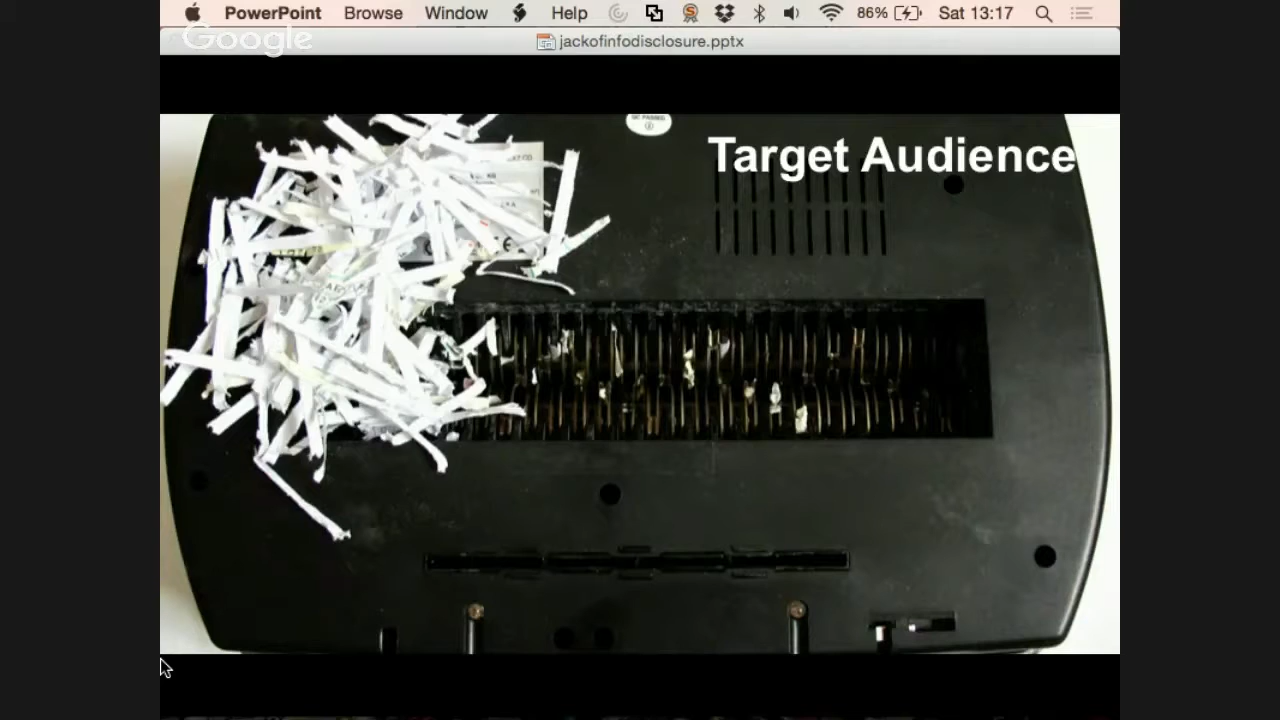 PowerPoint Browse Window Help 86% Sat 13:17
Google
jackofinfodisclosure.pptx
Target Audience